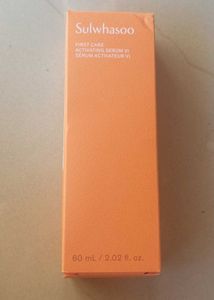 Sulwhasoo
FIRST CARE
ACTIVATING SERUM VI
SÉRUM ACTIVATEUR VI
60 mL / 2.02 fl. oz.